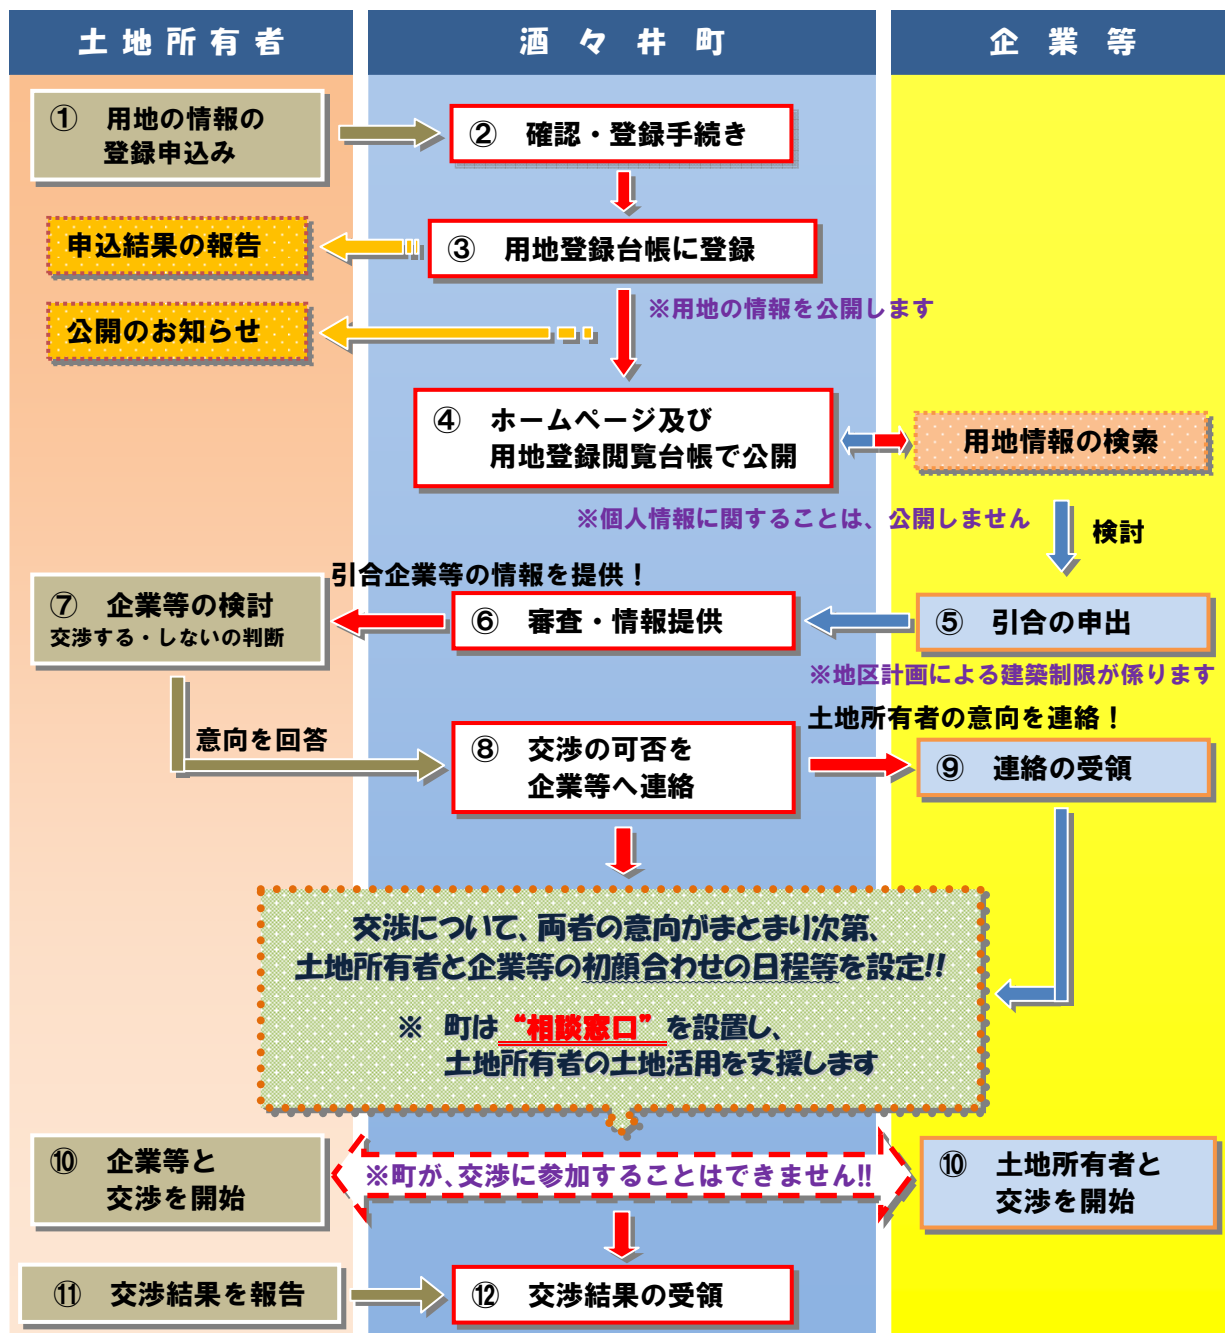 土地所有者
酒々井町
企業等
① 用地の情報の
登録申込み
② 確認・登録手続き
申込結果の報告
③ 用地登録台帳に登録
※用地の情報を公開します
公開のお知らせ
④ ホームページ及び
用地登録閲覧台帳で公開
用地情報の検索
※個人情報に関することは、公開しません
検討
引合企業等の情報を提供！
⑦ 企業等の検討
交渉する・しないの判断
⑥ 審査・情報提供
⑤ 引合の申出
※地区計画による建築制限が係ります
土地所有者の意向を連絡！
意向を回答
⑧ 交渉の可否を
企業等へ連絡
⑨ 連絡の受領
交渉について、両者の意向がまとまり次第、
土地所有者と企業等の初顔合わせの日程等を設定!!
※ 町は“相談窓口”を設置し、
土地所有者の土地活用を支援します
⑩ 企業等と
交渉を開始
※町が、交渉に参加することはできません!!
⑩ 土地所有者と
交渉を開始
⑪ 交渉結果を報告
⑫ 交渉結果の受領